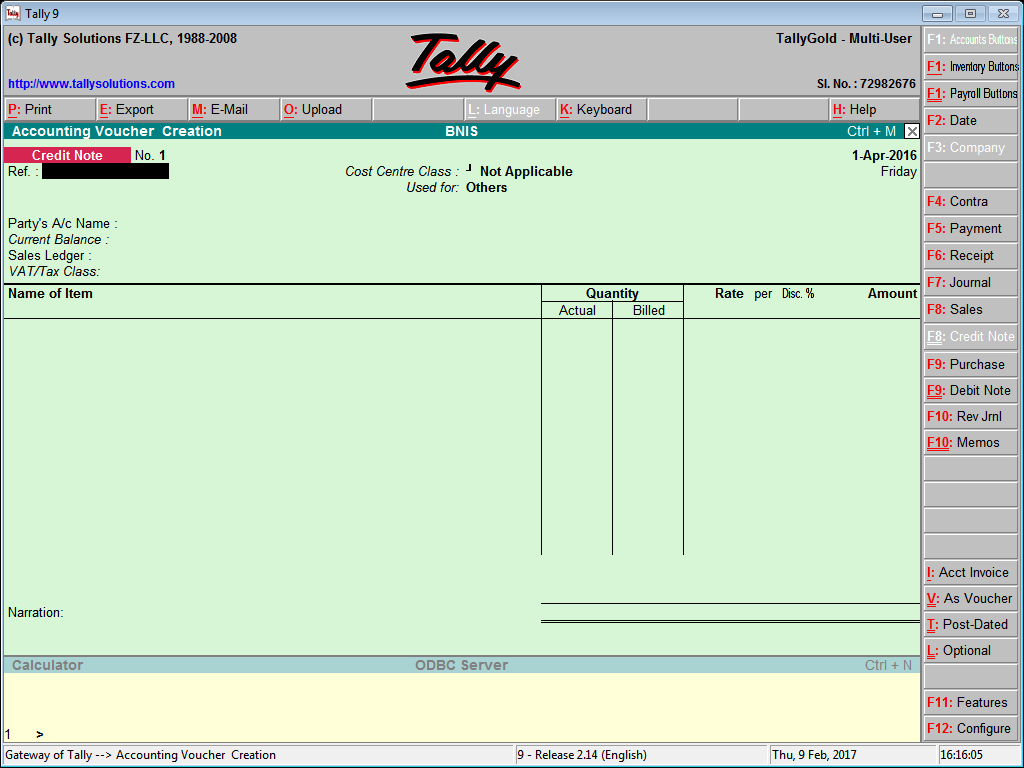 Tally 9
(c) Tally Solutions FZ-LLC, 1988-2008
Tally
TallyGold - Multi-User
http://www.tallysolutions.com
Sl. No. : 72982676
P: Print E: Export M: E-Mail O: Upload L: Language K: Keyboard H: Help
Accounting Voucher Creation BNIS Ctrl + M
Credit Note No. 1 1-Apr-2016
Ref. : Cost Centre Class : ┘ Not Applicable Friday
Used for: Others
Party's A/c Name :
Current Balance :
Sales Ledger :
VAT/Tax Class:
Name of Item Quantity Rate per Disc. % Amount
Actual Billed
Narration:
Calculator ODBC Server Ctrl + N
1 >
F1: Accounts Buttons
F1: Inventory Buttons
F1: Payroll Buttons
F2: Date
F3: Company
F4: Contra
F5: Payment
F6: Receipt
F7: Journal
F8: Sales
F8: Credit Note
F9: Purchase
F9: Debit Note
F10: Rev Jrnl
F10: Memos
I: Acct Invoice
V: As Voucher
T: Post-Dated
L: Optional
F11: Features
F12: Configure
Gateway of Tally --> Accounting Voucher Creation 9 - Release 2.14 (English) Thu, 9 Feb, 2017 16:16:05